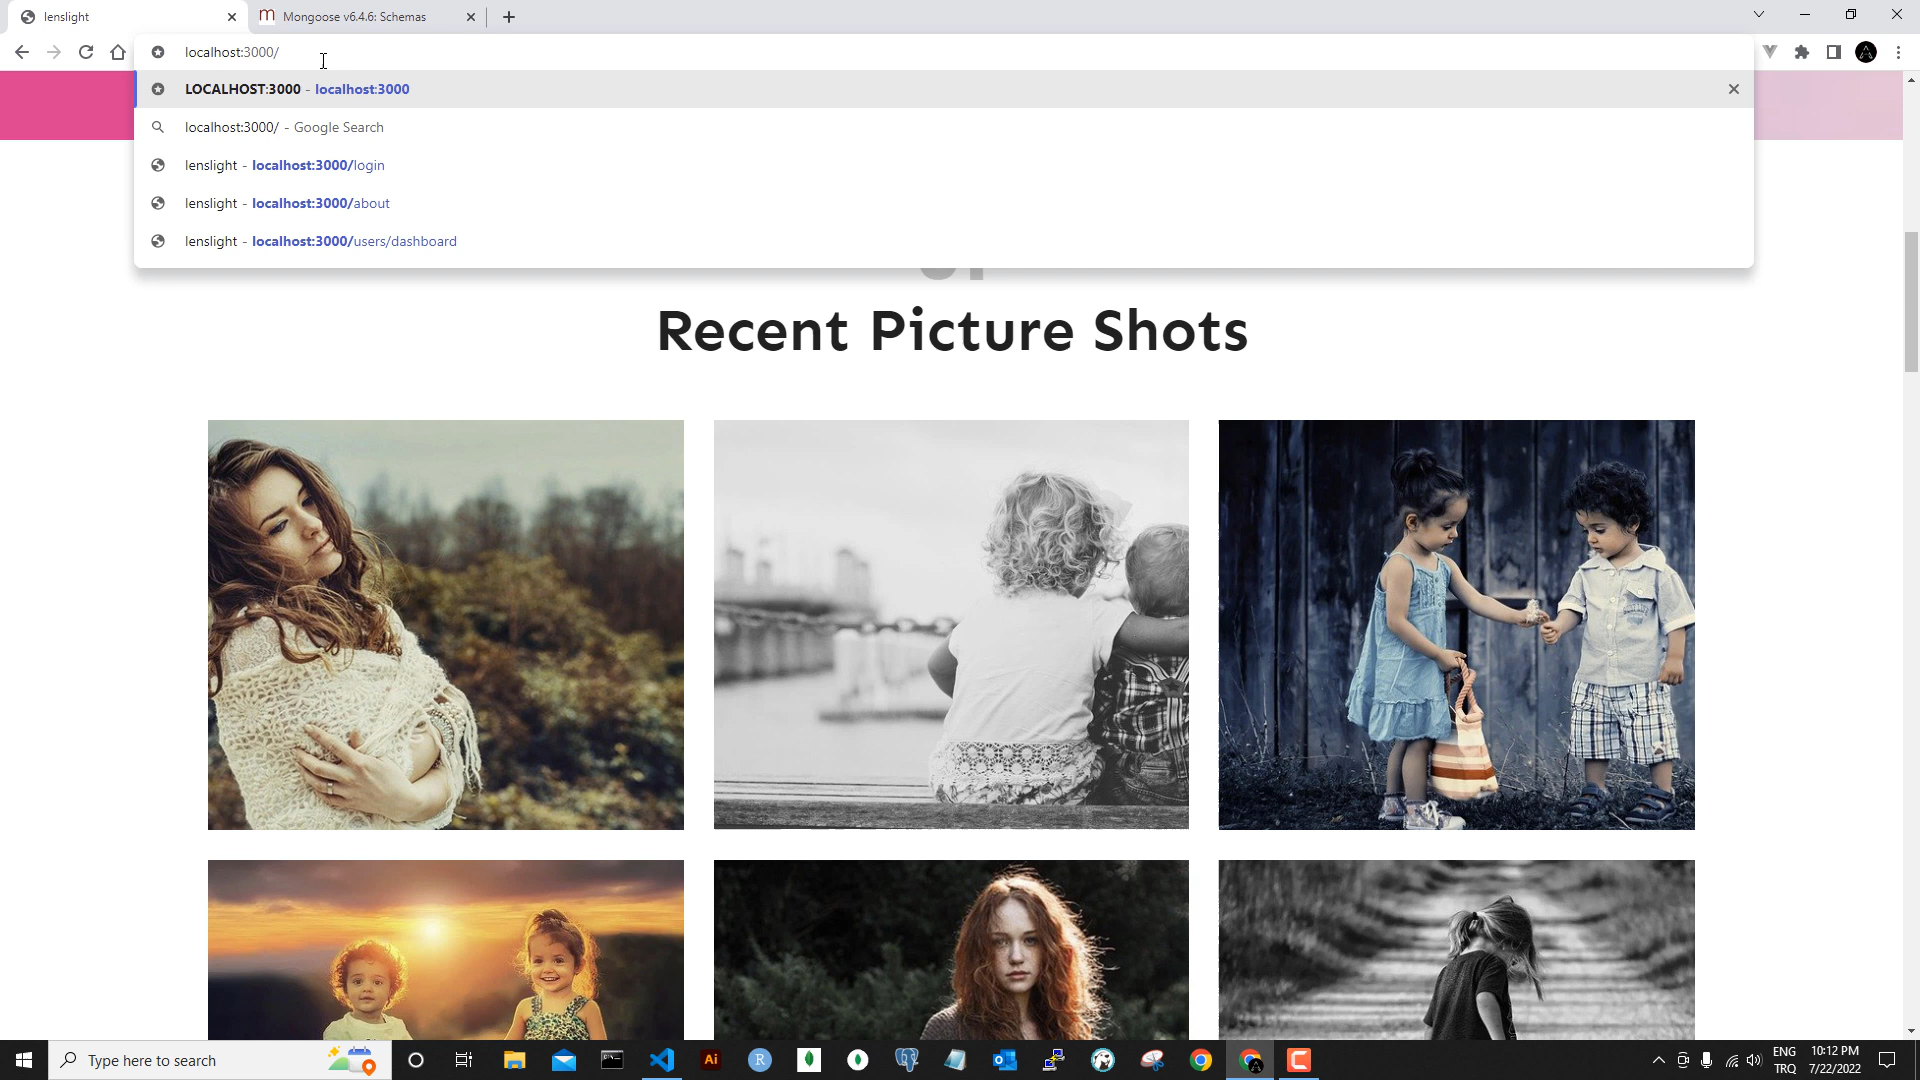 lenslight
Mongoose v6.4.6: Schemas
localhost:3000/
LOCALHOST:3000 - localhost:3000
localhost:3000/ - Google Search
lenslight - localhost:3000/login
lenslight - localhost:3000/about
lenslight - localhost:3000/users/dashboard
Recent Picture Shots
Type here to search
Ai
R
ENG
TRQ
10:12 PM
7/22/2022